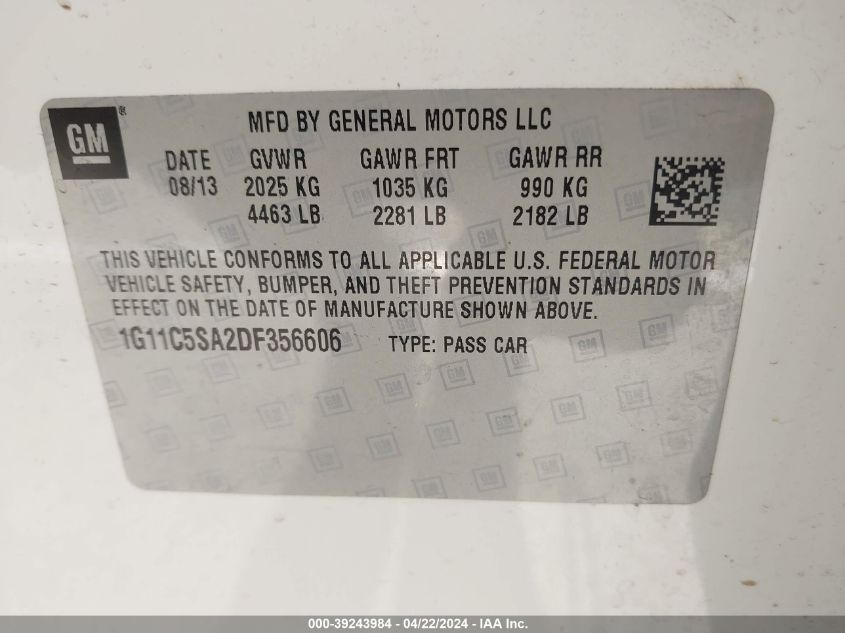 GM ®
MFD BY GENERAL MOTORS LLC
DATE GVWR GAWR FRT GAWR RR
08/13 2025 KG 1035 KG 990 KG
4463 LB 2281 LB 2182 LB
THIS VEHICLE CONFORMS TO ALL APPLICABLE U.S. FEDERAL MOTOR
VEHICLE SAFETY, BUMPER, AND THEFT PREVENTION STANDARDS IN
EFFECT ON THE DATE OF MANUFACTURE SHOWN ABOVE.
1G11C5SA2DF356606 TYPE: PASS CAR
000-39243984 - 04/22/2024 - IAA Inc.